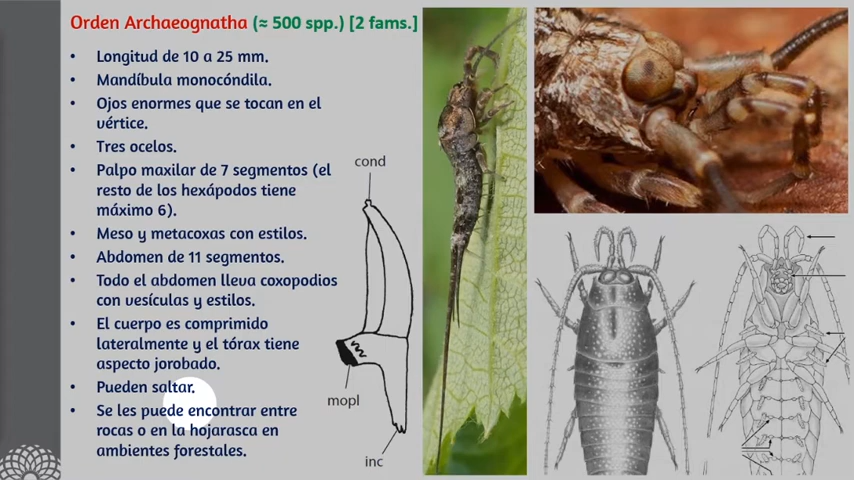 Orden Archaeognatha (≈ 500 spp.) [2 fams.]
• Longitud de 10 a 25 mm.
• Mandíbula monocóndila.
• Ojos enormes que se tocan en el
vértice.
• Tres ocelos.
• Palpo maxilar de 7 segmentos (el
resto de los hexápodos tiene
máximo 6).
• Meso y metacoxas con estilos.
• Abdomen de 11 segmentos.
• Todo el abdomen lleva coxopodios
con vesículas y estilos.
• El cuerpo es comprimido
lateralmente y el tórax tiene
aspecto jorobado.
• Pueden saltar.
• Se les puede encontrar entre
rocas o en la hojarasca en
ambientes forestales.
cond
mopl
inc